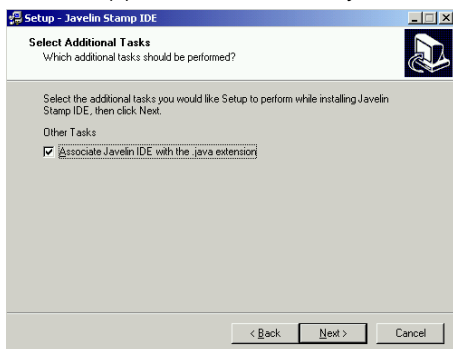 Setup - Javelin Stamp IDE
Select Additional Tasks
Which additional tasks should be performed?
Select the additional tasks you would like Setup to perform while installing Javelin
Stamp IDE, then click Next.
Other Tasks
Associate Javelin IDE with the .java extension
< Back Next > Cancel